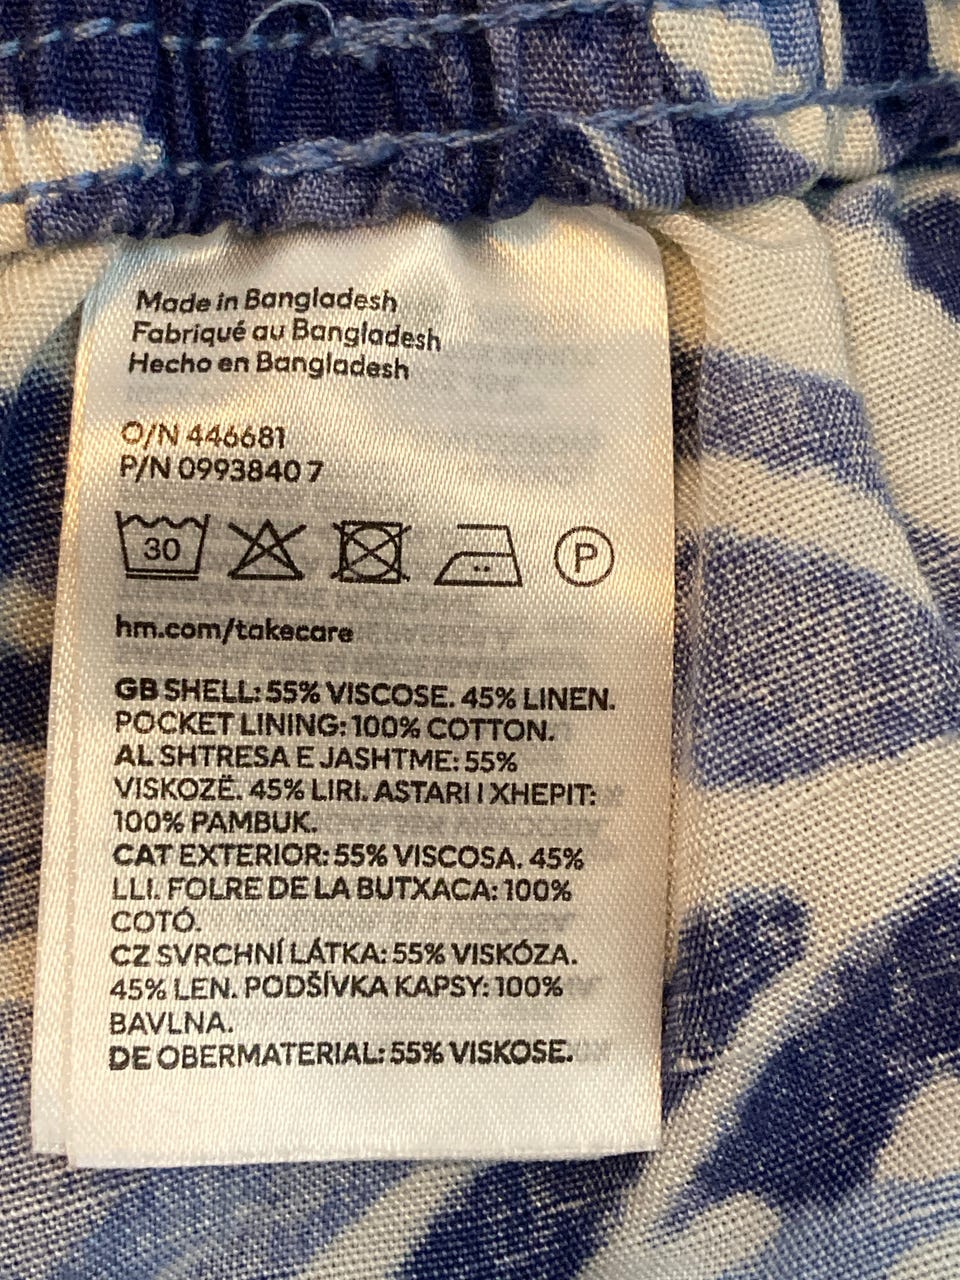 Made in Bangladesh
Fabriqué au Bangladesh
Hecho en Bangladesh
O/N 446681
P/N 0993840 7
30 P
hm.com/takecare
GB SHELL: 55% VISCOSE. 45% LINEN.
POCKET LINING: 100% COTTON.
AL SHTRESA E JASHTME: 55%
VISKOZË. 45% LIRI. ASTARI I XHEPIT:
100% PAMBUK.
CAT EXTERIOR: 55% VISCOSA. 45%
LLI. FOLRE DE LA BUTXACA: 100%
COTÓ.
CZ SVRCHNÍ LÁTKA: 55% VISKÓZA.
45% LEN. PODŠÍVKA KAPSY: 100%
BAVLNA.
DE OBERMATERIAL: 55% VISKOSE.